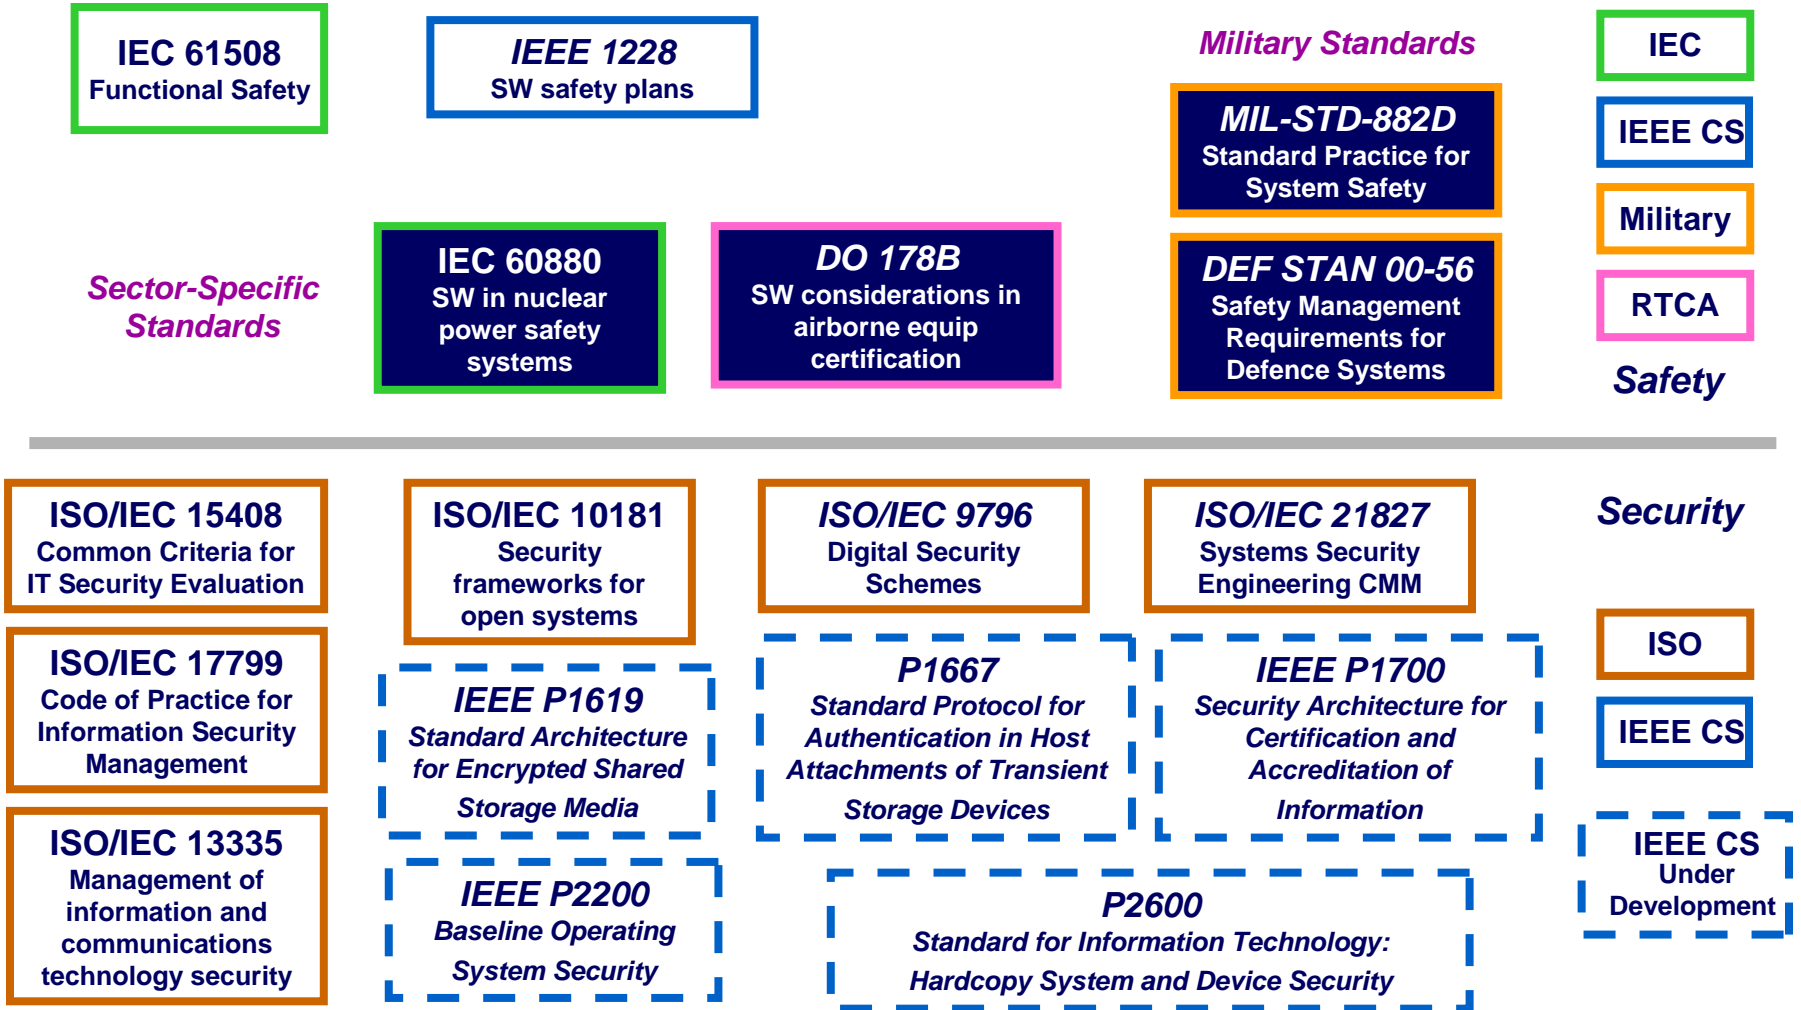 IEC 61508
Functional Safety
IEEE 1228
SW safety plans
Military Standards
MIL-STD-882D
Standard Practice for
System Safety
IEC
IEEE CS
Military
RTCA
Safety
Sector-Specific
Standards
IEC 60880
SW in nuclear
power safety
systems
DO 178B
SW considerations in
airborne equip
certification
DEF STAN 00-56
Safety Management
Requirements for
Defence Systems
ISO/IEC 15408
Common Criteria for
IT Security Evaluation
ISO/IEC 10181
Security
frameworks for
open systems
ISO/IEC 9796
Digital Security
Schemes
ISO/IEC 21827
Systems Security
Engineering CMM
Security
ISO/IEC 17799
Code of Practice for
Information Security
Management
IEEE P1619
Standard Architecture
for Encrypted Shared
Storage Media
P1667
Standard Protocol for
Authentication in Host
Attachments of Transient
Storage Devices
IEEE P1700
Security Architecture for
Certification and
Accreditation of
Information
ISO
IEEE CS
IEEE CS
Under
Development
ISO/IEC 13335
Management of
information and
communications
technology security
IEEE P2200
Baseline Operating
System Security
P2600
Standard for Information Technology:
Hardcopy System and Device Security